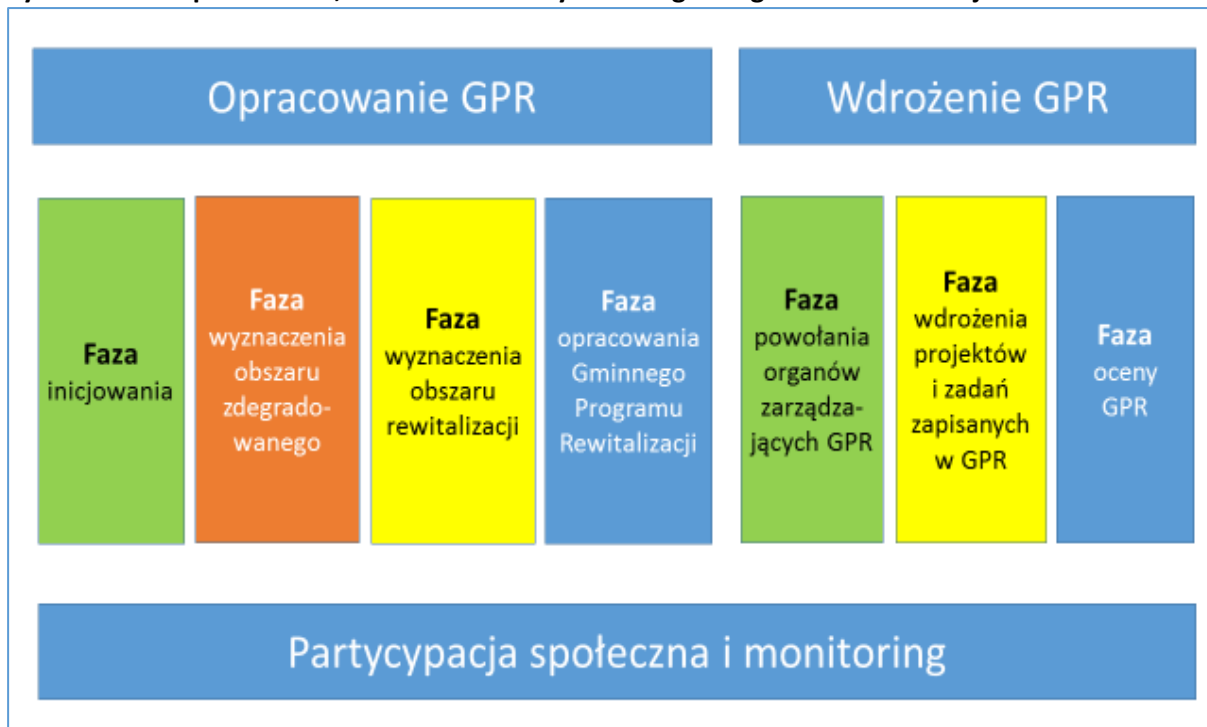 Opracowanie GPR
Wdrożenie GPR
Faza
inicjowania
Faza
wyznaczenia
obszaru
zdegrado-
wanego
Faza
wyznaczenia
obszaru
rewitalizacji
Faza
opracowania
Gminnego
Programu
Rewitalizacji
Faza
powołania
organów
zarządza-
jących GPR
Faza
wdrożenia
projektów
i zadań
zapisanych
w GPR
Faza
oceny
GPR
Partycypacja społeczna i monitoring